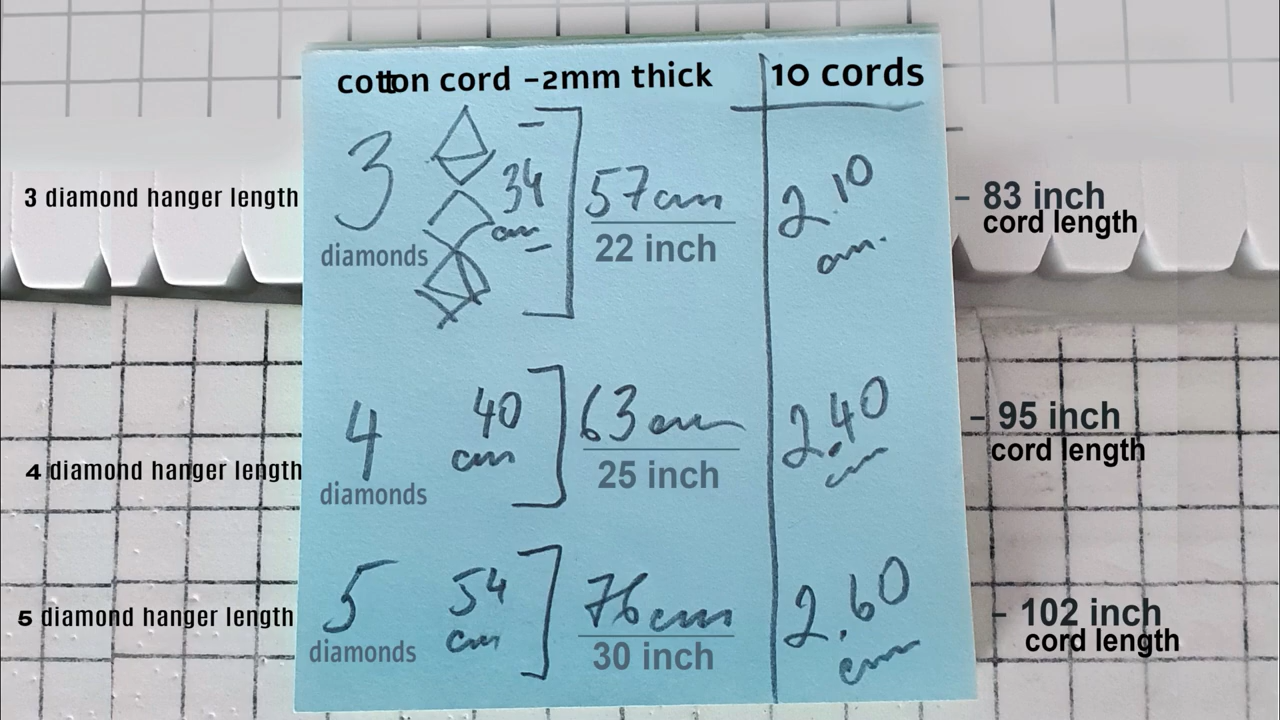 cotton cord -2mm thick
10 cords
3 diamond hanger length
3
diamonds
34
cm
57cm
22 inch
2.10
cm.
- 83 inch
cord length
4 diamond hanger length
4
diamonds
40
cm
63cm
25 inch
2.40
cm
- 95 inch
cord length
5 diamond hanger length
5
diamonds
54
cm
76cm
30 inch
2.60
cm
- 102 inch
cord length